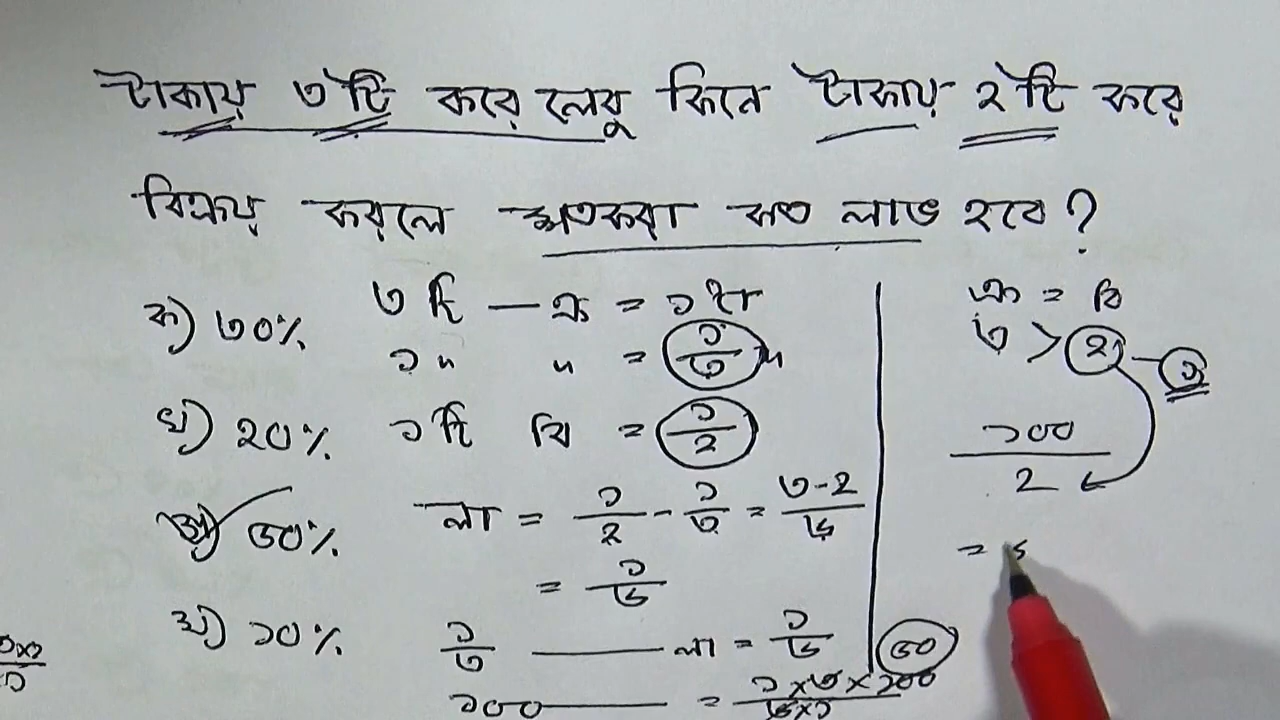 টাকায় ৩টি করে লেবু কিনে টাকায় ২টি করে
বিক্রয় করলে শতকরা কত লাভ হবে?
ক) ৩০%
৩ টি — ক্র = ১ টা
১ " " = ১/৩ "
খ) ২০%
১টি বি = ১/২
গ) ৫০%
লা = ১/২ - ১/৩ = ৩-২/৬
= ১/৬
ঘ) ১০%
১/৩ — লা = ১/৬
১০০ — = ১×৩×১০০/৬×১
৫০
ক্র = বি
৩ > ২ – ১
১০০/২
=